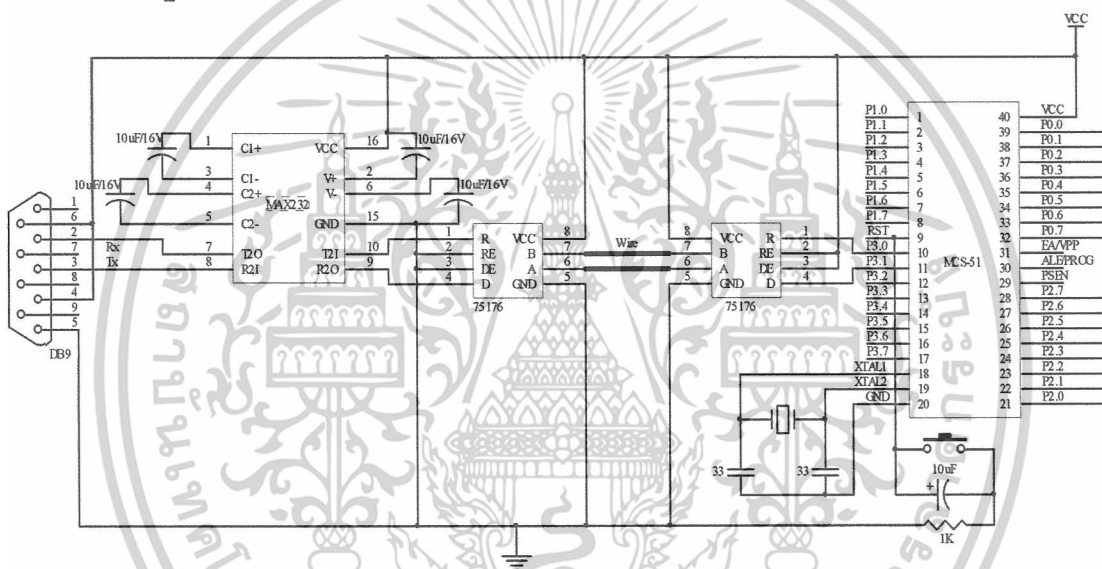 VCC
10uF/16V
1 C1+
3 C1-
4 C2+
5 C2-
7 T2O
8 R2I
MAX232
VCC 16
V+ 2
V- 6
GND 15
T2I 10
R2O 9
10uF/16V
10uF/16V
10uF/16V
1
6
2
7
3
8
4
9
5
Rx
Tx
DB9
1 R
2 RE
3 DE
4 D
VCC 8
B 7
A 6
GND 5
75176
Wire
8 VCC
7 B
6 A
5 GND
R 1
RE 2
DE 3
D 4
75176
P1.0 1
P1.1 2
P1.2 3
P1.3 4
P1.4 5
P1.5 6
P1.6 7
P1.7 8
RST 9
P3.0 10
P3.1 11
P3.2 12
P3.3 13
P3.4 14
P3.5 15
P3.6 16
P3.7 17
XTAL1 18
XTAL2 19
GND 20
MCS-51
40 VCC
39 P0.0
38 P0.1
37 P0.2
36 P0.3
35 P0.4
34 P0.5
33 P0.6
32 P0.7
31 EA/VPP
30 ALE/PROG
29 PSEN
28 P2.7
27 P2.6
26 P2.5
25 P2.4
24 P2.3
23 P2.2
22 P2.1
21 P2.0
33
33
10uF
+
1K